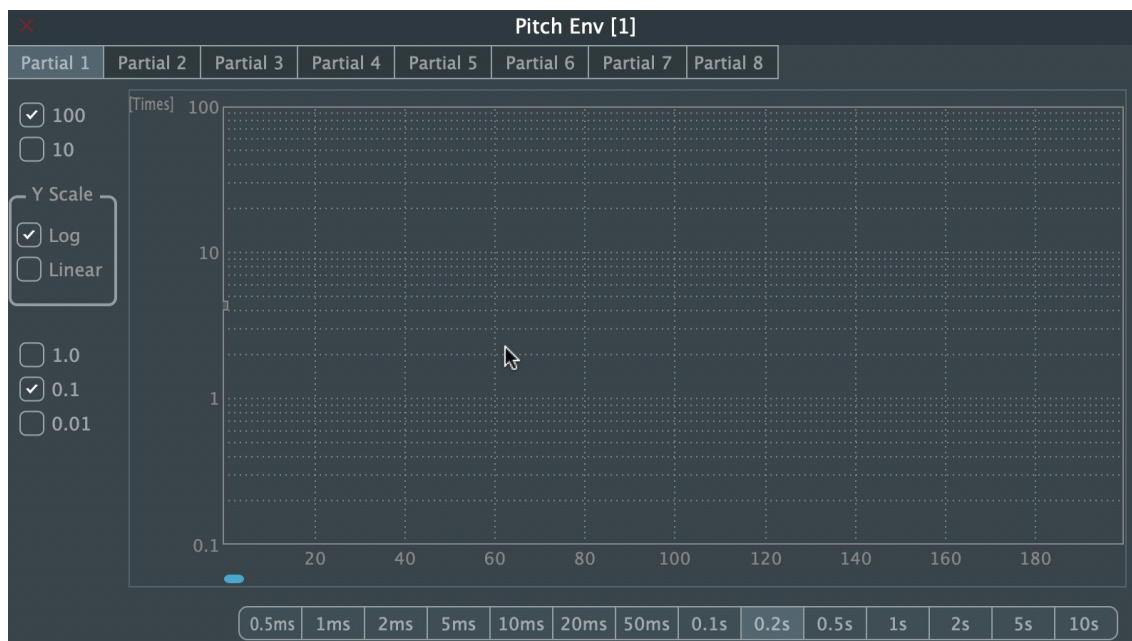 Pitch Env [1]
Partial 1 Partial 2 Partial 3 Partial 4 Partial 5 Partial 6 Partial 7 Partial 8
100
10
Y Scale
Log
Linear
1.0
0.1
0.01
[Times]
100
10
1
0.1
20 40 60 80 100 120 140 160 180
0.5ms 1ms 2ms 5ms 10ms 20ms 50ms 0.1s 0.2s 0.5s 1s 2s 5s 10s